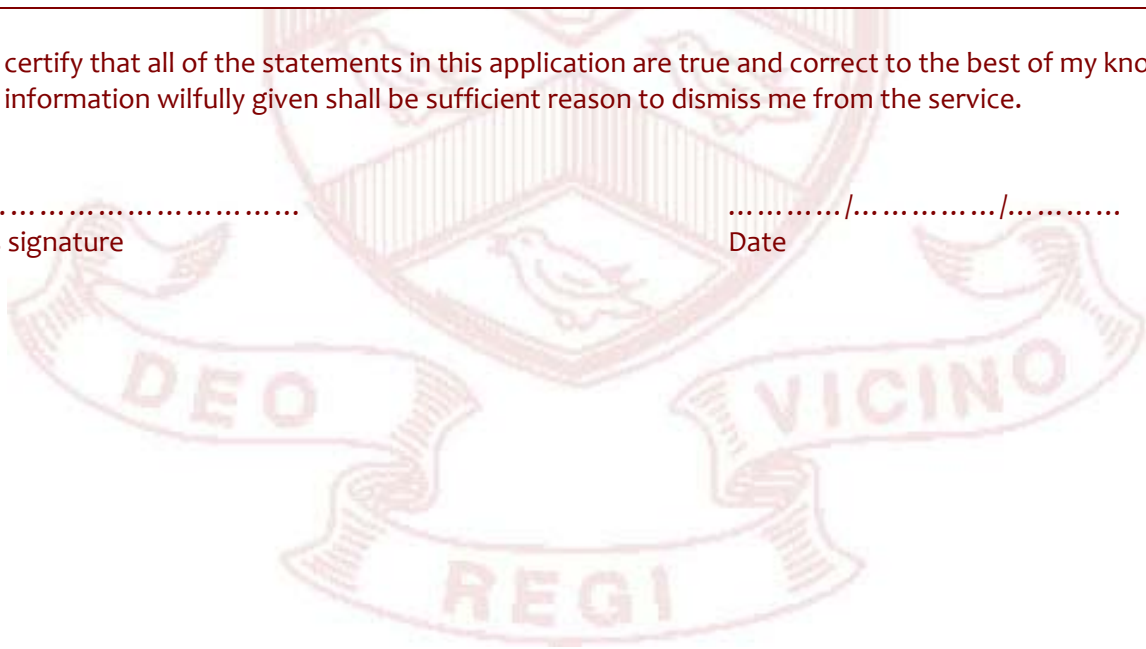 certify that all of the statements in this application are true and correct to the best of my kno
information wilfully given shall be sufficient reason to dismiss me from the service.
……………………………… …………/……………/…………
signature Date
DEO VICINO
REGI